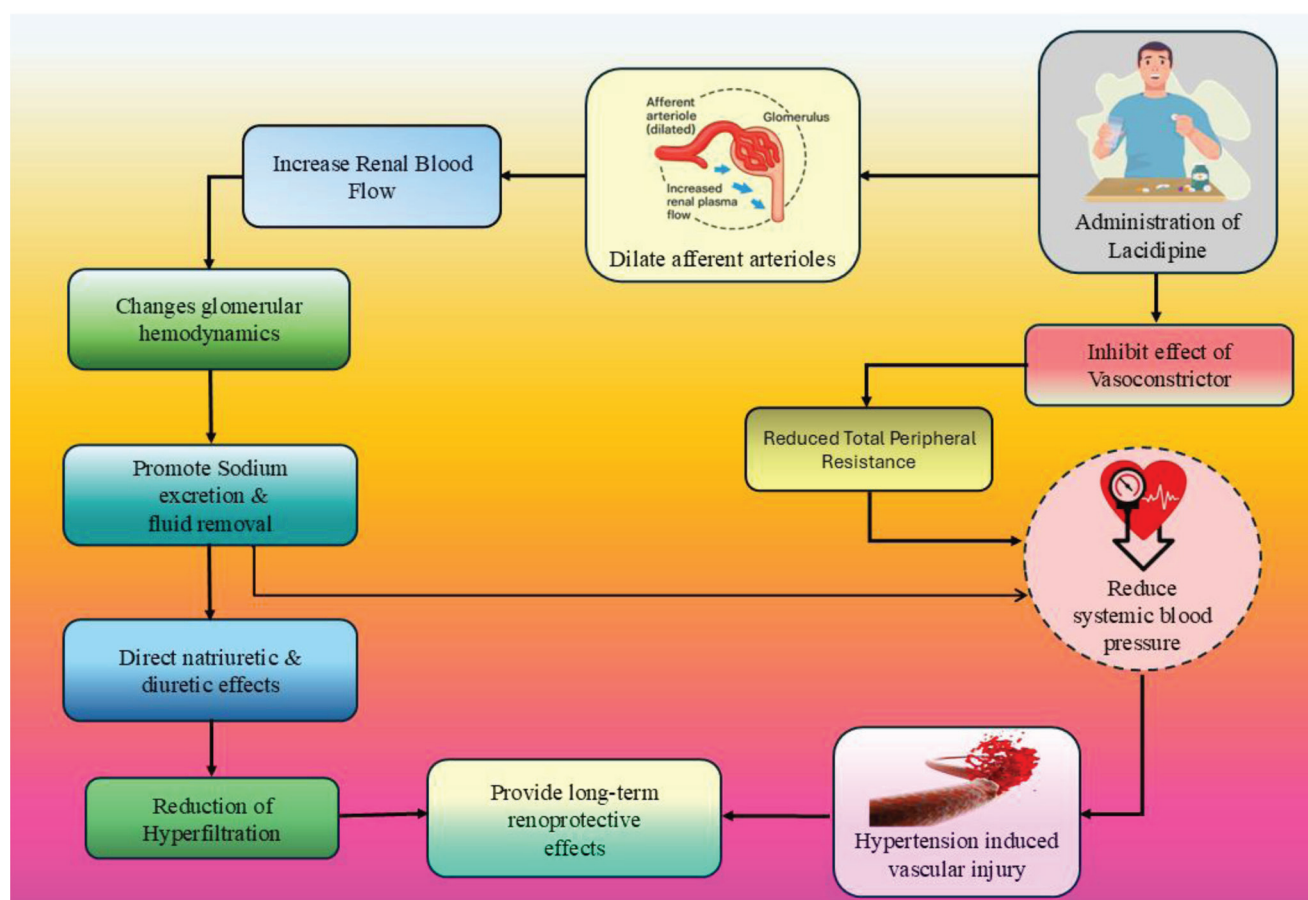 Administration of
Lacidipine
Afferent
arteriole
(dilated)
Glomerulus
Increased
renal plasma
flow
Dilate afferent arterioles
Increase Renal Blood
Flow
Changes glomerular
hemodynamics
Promote Sodium
excretion &
fluid removal
Direct natriuretic &
diuretic effects
Reduction of
Hyperfiltration
Inhibit effect of
Vasoconstrictor
Reduced Total Peripheral
Resistance
Reduce
systemic blood
pressure
Hypertension induced
vascular injury
Provide long-term
renoprotective
effects